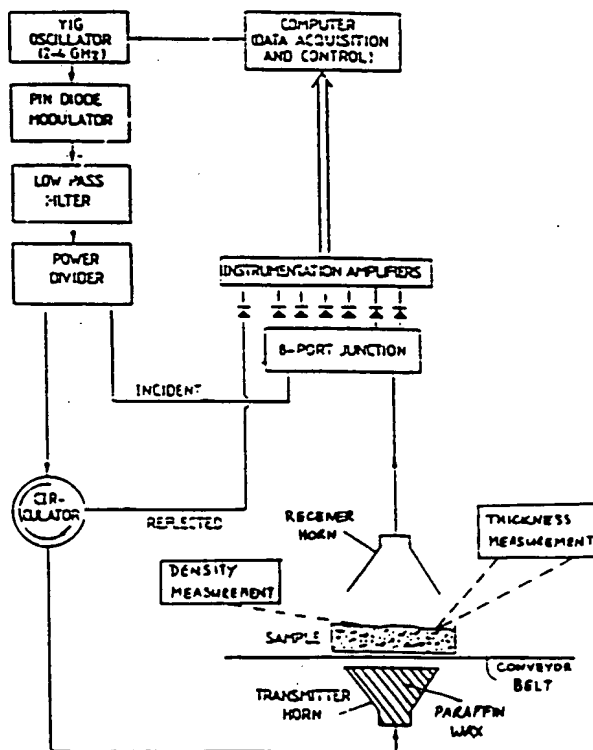 YIG
OSCILLATOR
(2-4 GHz)
COMPUTER
(DATA ACQUISITION
AND CONTROL)
PIN DIODE
MODULATOR
LOW PASS
FILTER
POWER
DIVIDER
INSTRUMENTATION AMPLIFIERS
8-PORT JUNCTION
INCIDENT
CIR-
CULATOR
REFLECTED
RECEIVER
HORN
THICKNESS
MEASUREMENT
DENSITY
MEASUREMENT
SAMPLE
CONVEYOR
BELT
TRANSMITTER
HORN
PARAFFIN
WAX